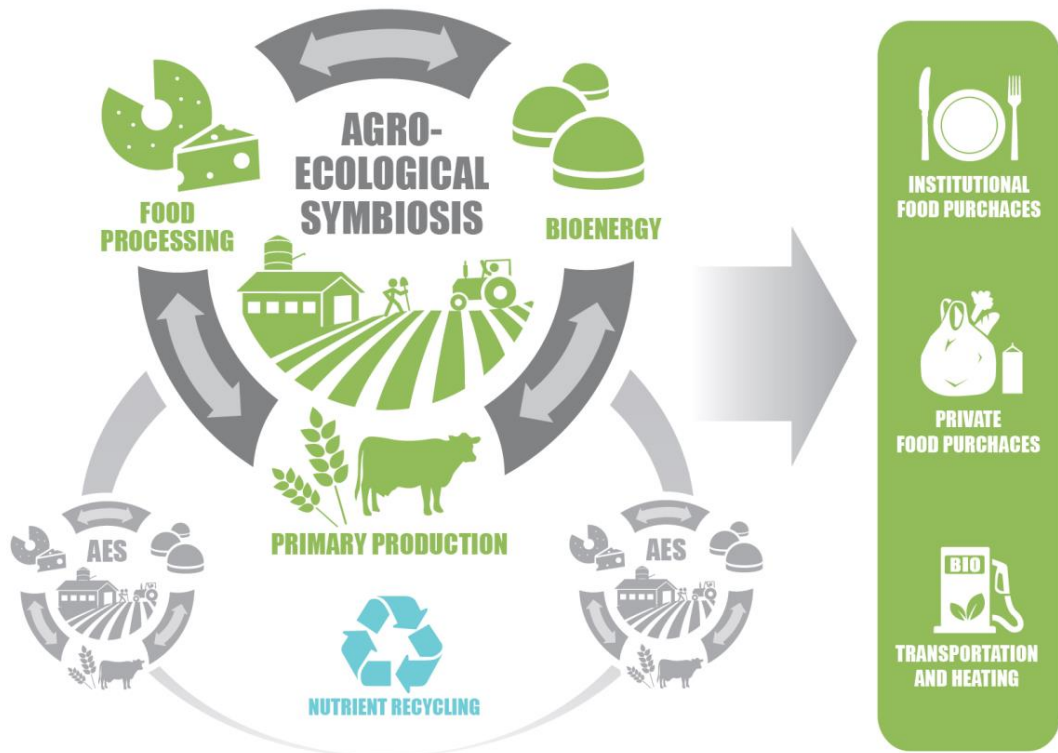 AGRO-
ECOLOGICAL
SYMBIOSIS
FOOD
PROCESSING
BIOENERGY
PRIMARY PRODUCTION
AES
AES
NUTRIENT RECYCLING
INSTITUTIONAL
FOOD PURCHACES
PRIVATE
FOOD PURCHACES
BIO
TRANSPORTATION
AND HEATING